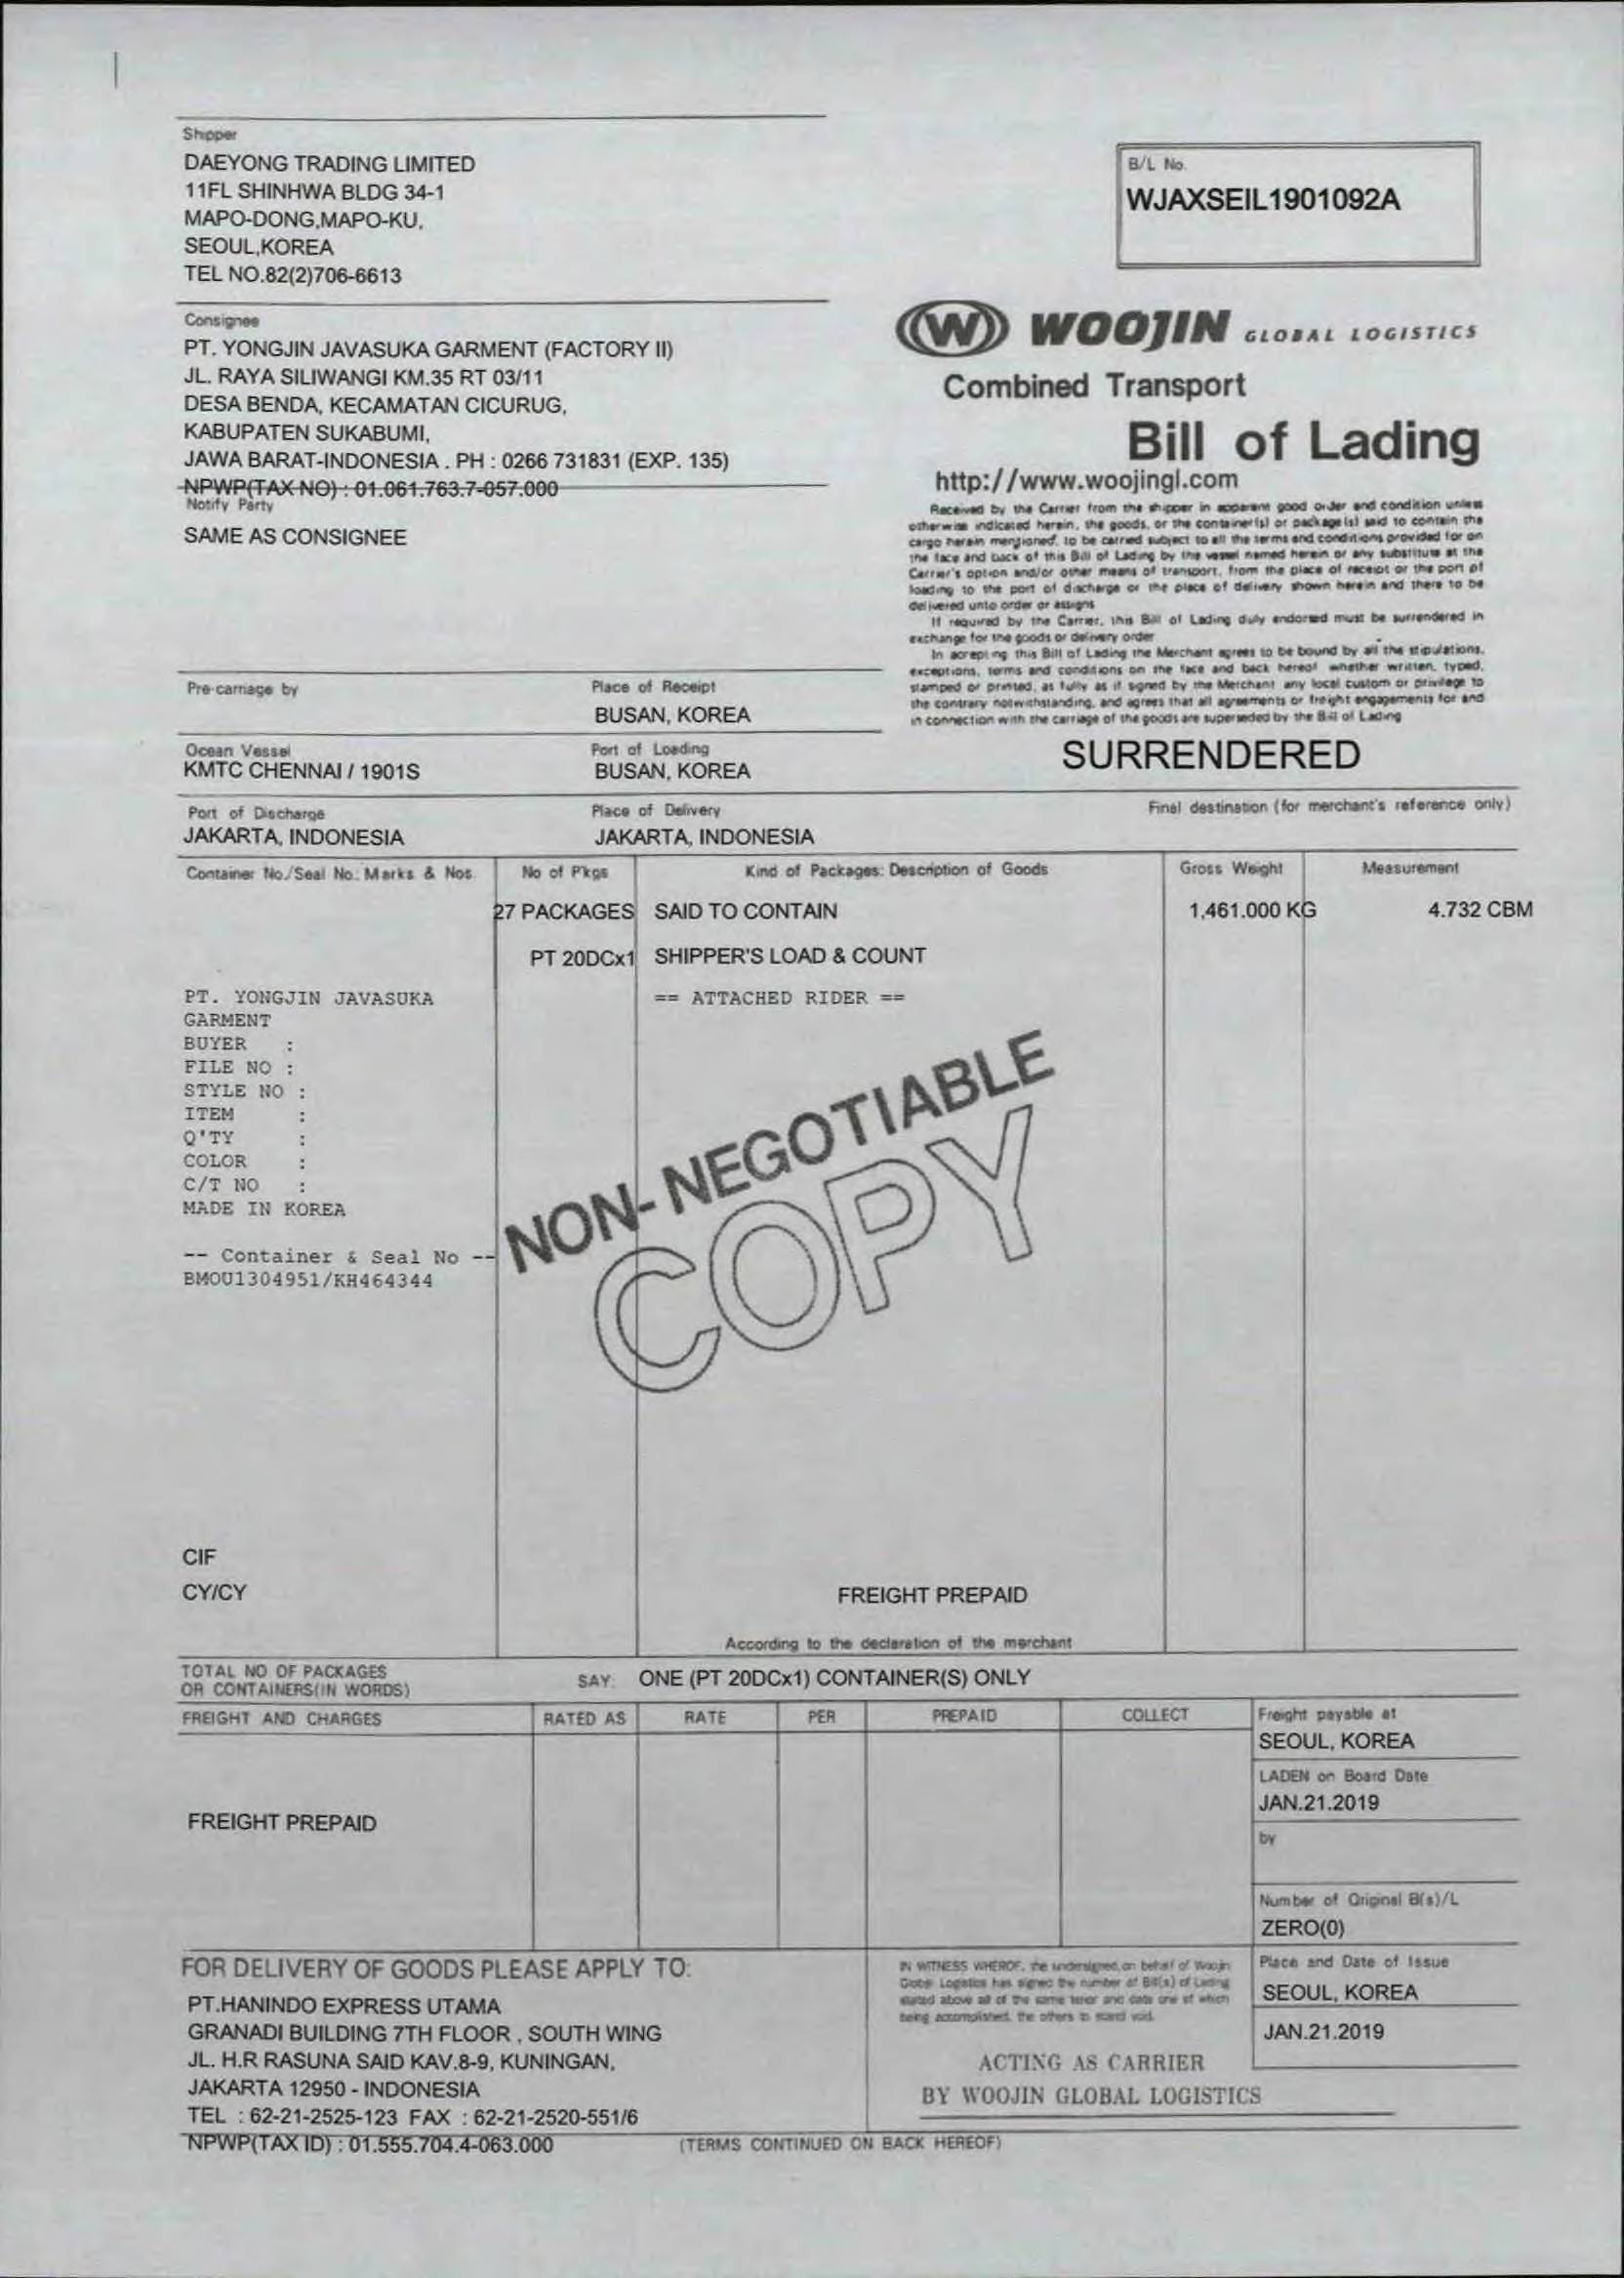 Shipper
DAEYONG TRADING LIMITED
11FL SHINHWA BLDG 34-1
MAPO-DONG,MAPO-KU,
SEOUL,KOREA
TEL NO.82(2)706-6613
B/L No.
WJAXSEIL1901092A
Consignee
PT. YONGJIN JAVASUKA GARMENT (FACTORY II)
JL. RAYA SILIWANGI KM.35 RT 03/11
DESA BENDA, KECAMATAN CICURUG,
KABUPATEN SUKABUMI,
JAWA BARAT-INDONESIA . PH : 0266 731831 (EXP. 135)
NPWP(TAX NO) : 01.061.763.7-057.000
Notify Party
SAME AS CONSIGNEE
W WOOJIN GLOBAL LOGISTICS
Combined Transport
Bill of Lading
http://www.woojingl.com
Received by the Carrier from the shipper in apparent good order and condition unless
otherwise indicated herein, the goods, or the container(s) or package(s) said to contain the
cargo herein mentioned, to be carried subject to all the terms and conditions provided for on
the face and back of this Bill of Lading by the vessel named herein or any substitute at the
Carrier's option and/or other means of transport, from the place of receipt or the port of
loading to the port of discharge or the place of delivery shown herein and there to be
delivered unto order or assigns
If required by the Carrier, this Bill of Lading duly endorsed must be surrendered in
exchange for the goods or delivery order
In accepting this Bill of Lading the Merchant agrees to be bound by all the stipulations,
exceptions, terms and conditions on the face and back hereof whether written, typed,
stamped or printed, as fully as if signed by the Merchant any local custom or privilege to
the contrary notwithstanding, and agrees that all agreements or freight engagements for and
in connection with the carriage of the goods are superseded by the Bill of Lading
Pre-carriage by
Place of Receipt
BUSAN, KOREA
Ocean Vessel
KMTC CHENNAI / 1901S
Port of Loading
BUSAN, KOREA
SURRENDERED
Port of Discharge
JAKARTA, INDONESIA
Place of Delivery
JAKARTA, INDONESIA
Final destination (for merchant's reference only)
Container No./Seal No. Marks & Nos. No of P'kgs Kind of Packages: Description of Goods Gross Weight Measurement
27 PACKAGES SAID TO CONTAIN 1,461.000 KG 4.732 CBM
PT 20DCx1 SHIPPER'S LOAD & COUNT
PT. YONGJIN JAVASUKA == ATTACHED RIDER ==
GARMENT
BUYER :
FILE NO :
STYLE NO :
ITEM :
Q'TY :
COLOR :
C/T NO :
MADE IN KOREA
NON-NEGOTIABLE
COPY
-- Container & Seal No --
BMOU1304951/KH464344
CIF
CY/CY FREIGHT PREPAID
According to the declaration of the merchant
TOTAL NO OF PACKAGES
OR CONTAINERS(IN WORDS)
SAY: ONE (PT 20DCx1) CONTAINER(S) ONLY
FREIGHT AND CHARGES RATED AS RATE PER PREPAID COLLECT
Freight payable at
SEOUL, KOREA
LADEN on Board Date
JAN.21.2019
FREIGHT PREPAID
by
Number of Original B(s)/L
ZERO(0)
FOR DELIVERY OF GOODS PLEASE APPLY TO:
PT.HANINDO EXPRESS UTAMA
GRANADI BUILDING 7TH FLOOR , SOUTH WING
JL. H.R RASUNA SAID KAV.8-9, KUNINGAN,
JAKARTA 12950 - INDONESIA
TEL : 62-21-2525-123 FAX : 62-21-2520-551/6
NPWP(TAX ID) : 01.555.704.4-063.000
IN WITNESS WHEROF, the undersigned, on behalf of Woojin
Global Logistics has signed the number of Bill(s) of Lading
stated above all of the same tenor and date one of which
being accomplished, the others to stand void.
Place and Date of Issue
SEOUL, KOREA
JAN.21.2019
ACTING AS CARRIER
BY WOOJIN GLOBAL LOGISTICS
(TERMS CONTINUED ON BACK HEREOF)